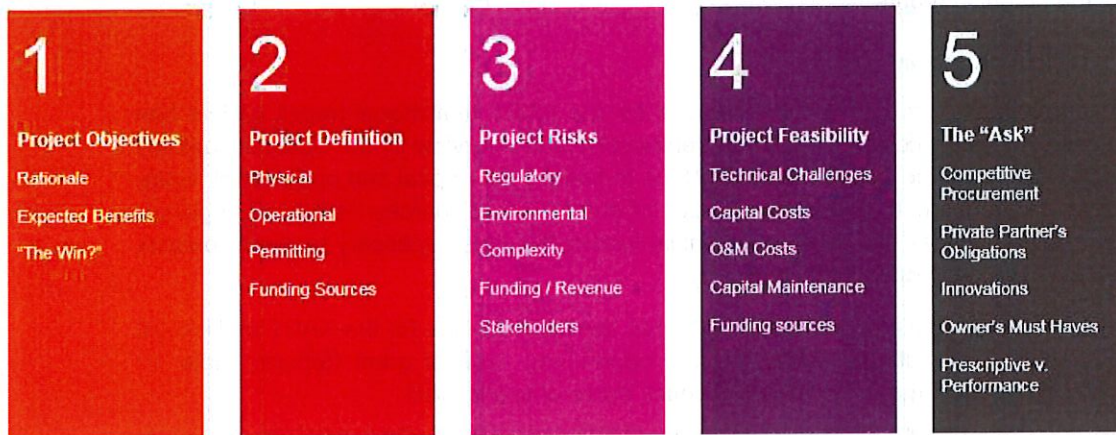 1
Project Objectives
Rationale
Expected Benefits
"The Win?"
2
Project Definition
Physical
Operational
Permitting
Funding Sources
3
Project Risks
Regulatory
Environmental
Complexity
Funding / Revenue
Stakeholders
4
Project Feasibility
Technical Challenges
Capital Costs
O&M Costs
Capital Maintenance
Funding sources
5
The "Ask"
Competitive
Procurement
Private Partner's
Obligations
Innovations
Owner's Must Haves
Prescriptive v.
Performance